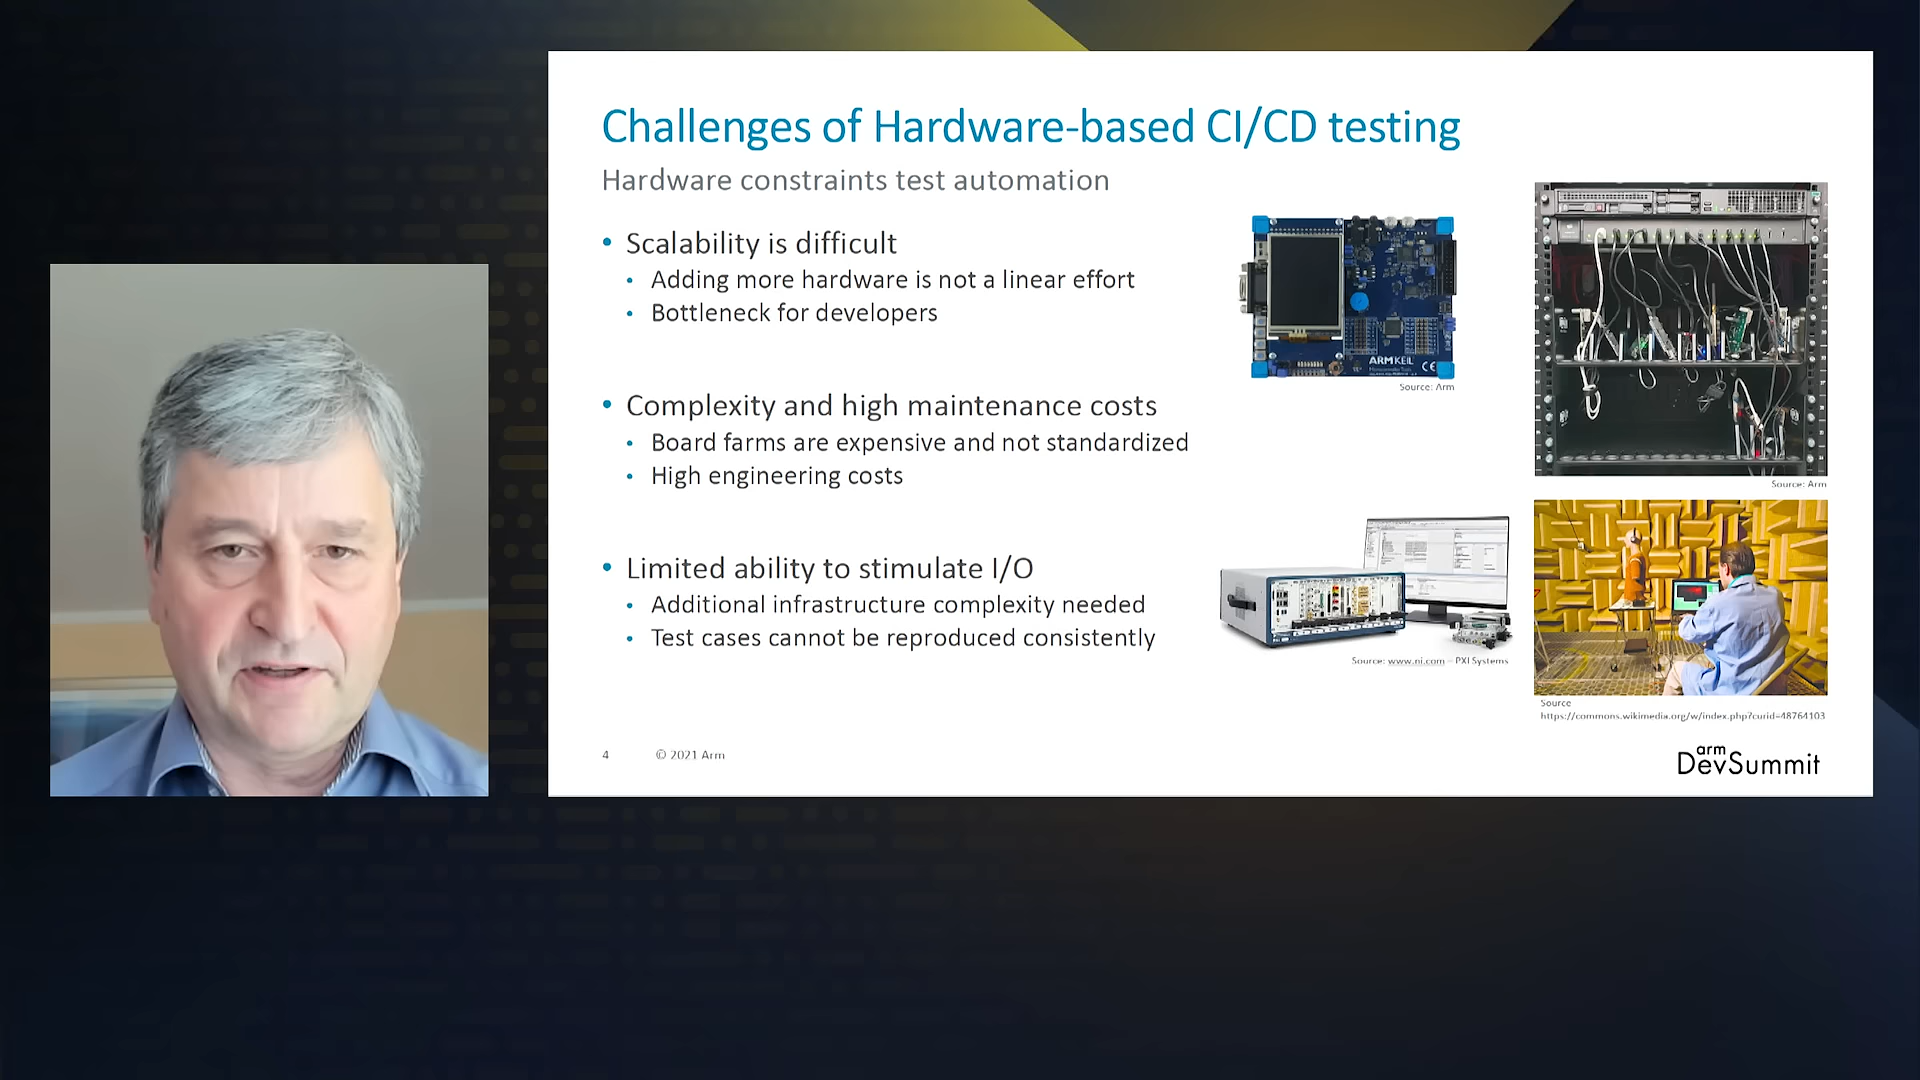 Challenges of Hardware-based CI/CD testing
Hardware constraints test automation
• Scalability is difficult
• Adding more hardware is not a linear effort
• Bottleneck for developers
• Complexity and high maintenance costs
• Board farms are expensive and not standardized
• High engineering costs
• Limited ability to stimulate I/O
• Additional infrastructure complexity needed
• Test cases cannot be reproduced consistently
ARM KEIL
Source: Arm
Source: Arm
Source: www.ni.com – PXI Systems
Source
https://commons.wikimedia.org/w/index.php?curid=48764103
4
© 2021 Arm
arm
DevSummit